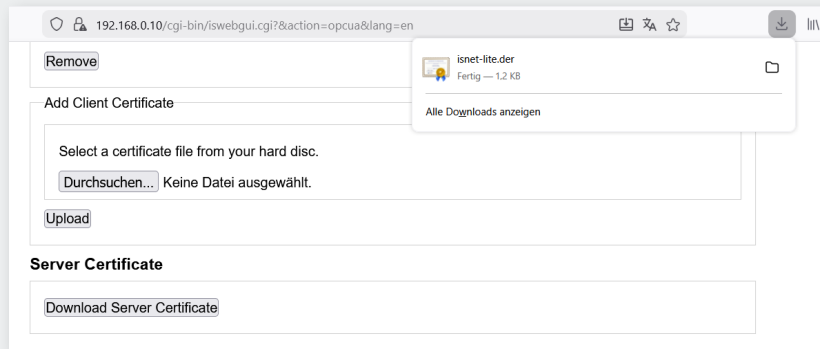 192.168.0.10/cgi-bin/iswebgui.cgi?&action=opcua&lang=en
isnet-lite.der
Fertig — 1,2 KB
Alle Downloads anzeigen
Remove
Add Client Certificate
Select a certificate file from your hard disc.
Durchsuchen... Keine Datei ausgewählt.
Upload
Server Certificate
Download Server Certificate